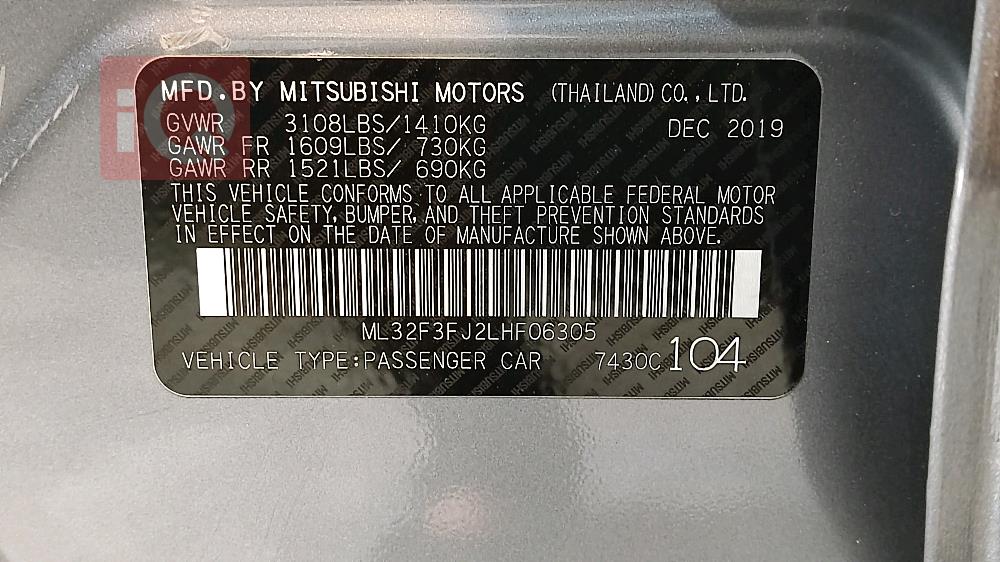 iQ
MFD.BY MITSUBISHI MOTORS (THAILAND) CO., LTD.
GVWR 3108LBS/1410KG DEC 2019
GAWR FR 1609LBS/ 730KG
GAWR RR 1521LBS/ 690KG
THIS VEHICLE CONFORMS TO ALL APPLICABLE FEDERAL MOTOR
VEHICLE SAFETY, BUMPER, AND THEFT PREVENTION STANDARDS
IN EFFECT ON THE DATE OF MANUFACTURE SHOWN ABOVE.
ML32F3FJ2LHF06305
VEHICLE TYPE:PASSENGER CAR 7430C 104
MITSUBISHI